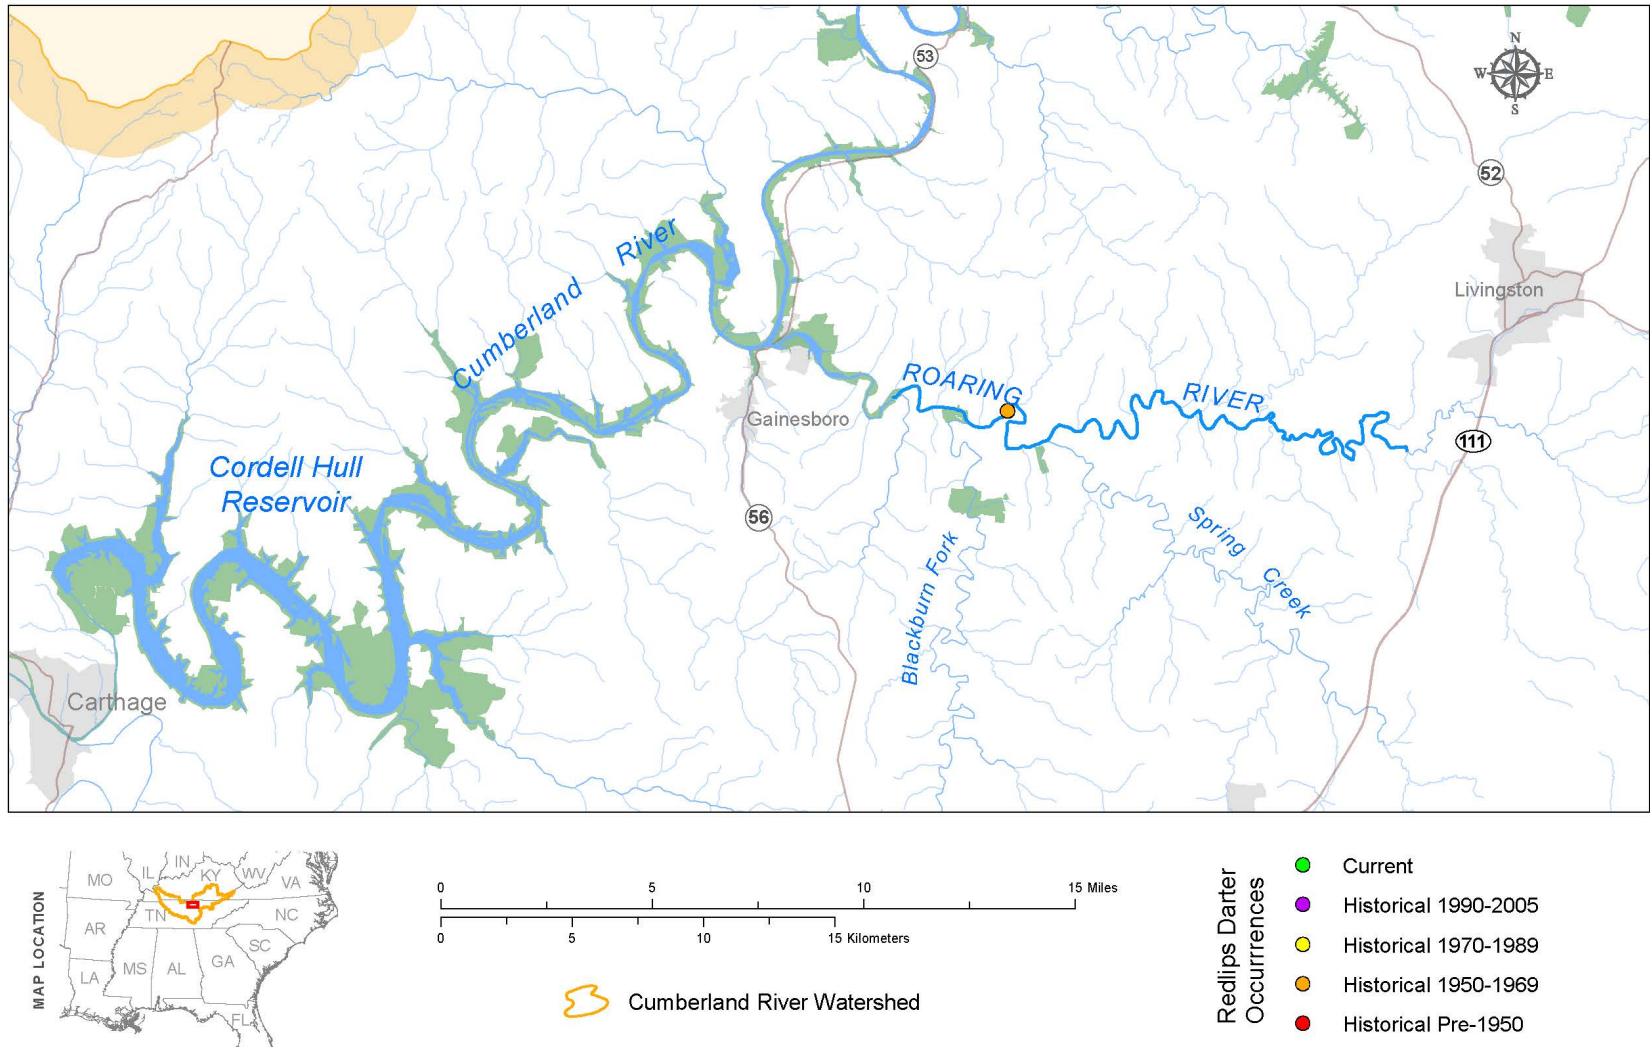 53
N
W E
S
52
River
Cumberland
Livingston
ROARING
RIVER
Gainesboro
111
Cordell Hull
Reservoir
56
Spring
Creek
Blackburn Fork
Carthage
MAP LOCATION
MO
IL
IN
KY
WV
VA
AR
TN
NC
SC
LA
MS
AL
GA
FL
0 5 10 15 Miles
0 5 10 15 Kilometers
Cumberland River Watershed
Redlips Darter
Occurrrences
Current
Historical 1990-2005
Historical 1970-1989
Historical 1950-1969
Historical Pre-1950